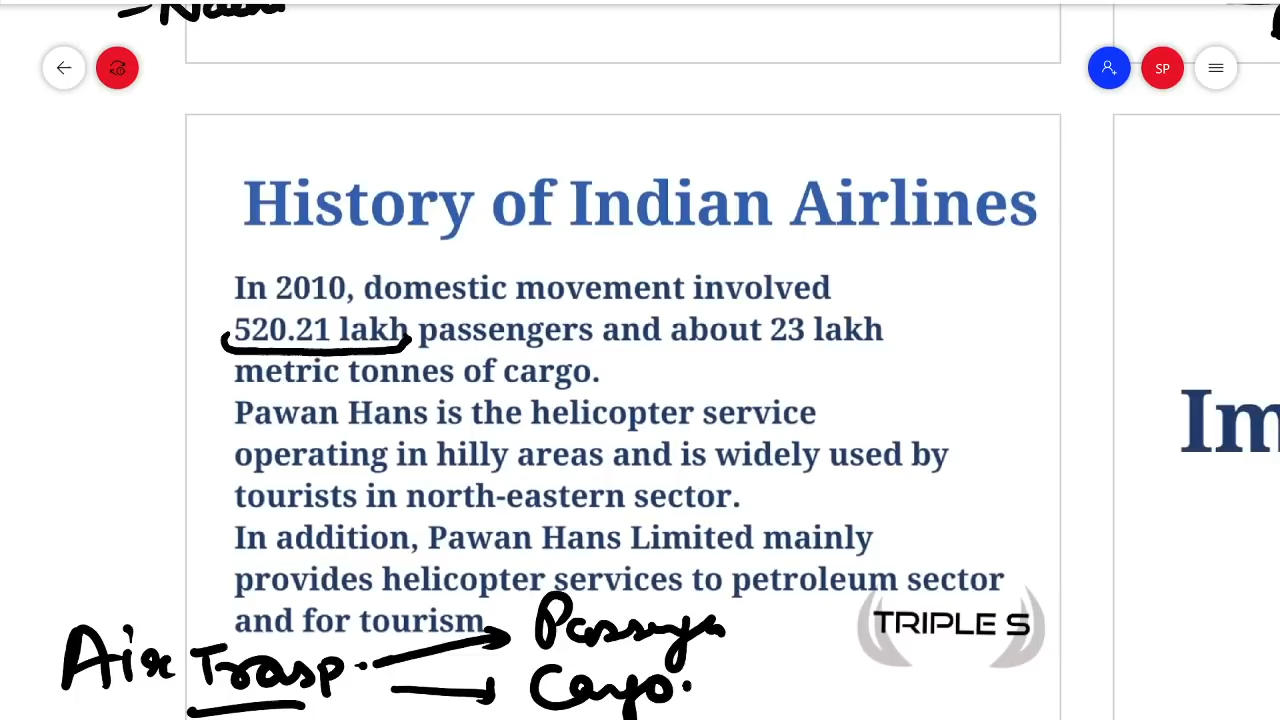 SP
History of Indian Airlines
In 2010, domestic movement involved
520.21 lakh passengers and about 23 lakh
metric tonnes of cargo.
Pawan Hans is the helicopter service
operating in hilly areas and is widely used by
tourists in north-eastern sector.
In addition, Pawan Hans Limited mainly
provides helicopter services to petroleum sector
and for tourism.
TRIPLE S
Air Trasp.
Cargo.
Im